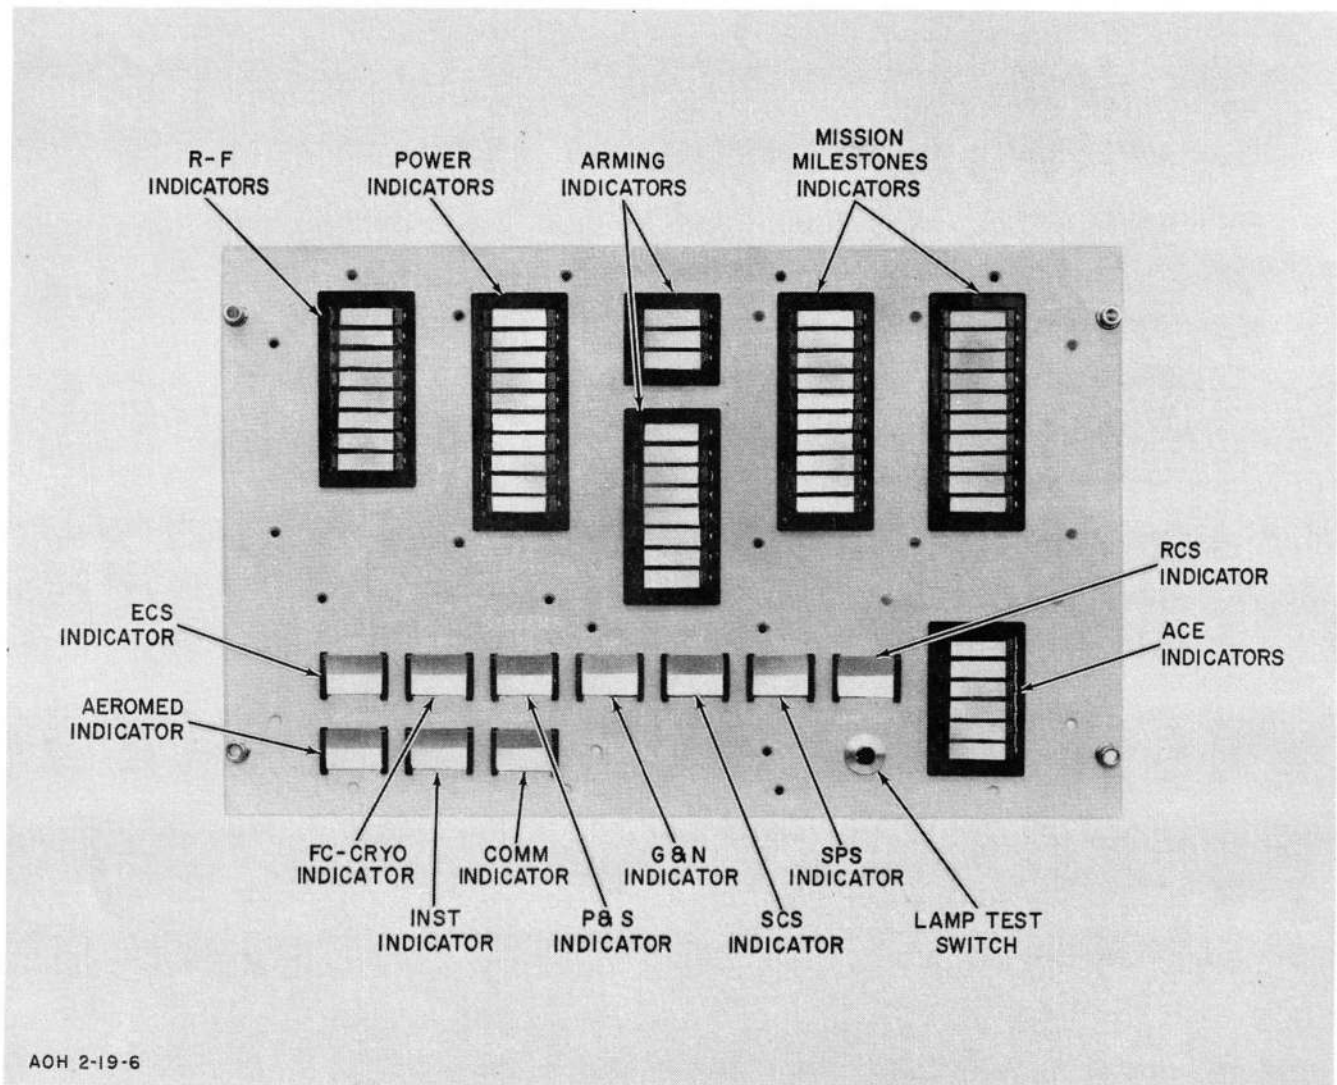 R-F
INDICATORS
POWER
INDICATORS
ARMING
INDICATORS
MISSION
MILESTONES
INDICATORS
RCS
INDICATOR
ECS
INDICATOR
ACE
INDICATORS
AEROMED
INDICATOR
FC-CRYO
INDICATOR
COMM
INDICATOR
G&N
INDICATOR
SPS
INDICATOR
INST
INDICATOR
P&S
INDICATOR
SCS
INDICATOR
LAMP TEST
SWITCH
AOH 2-19-6